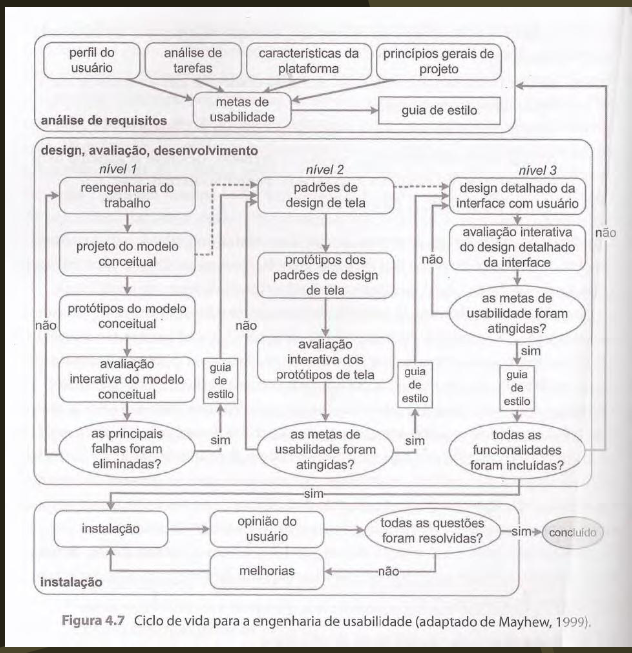 perfil do
usuário
análise de
tarefas
características da
plataforma
princípios gerais de
projeto
metas de
usabilidade
guia de estilo
análise de requisitos
design, avaliação, desenvolvimento
nível 1
nível 2
nível 3
reengenharia do
trabalho
projeto do modelo
conceitual
protótipos do modelo
conceitual
avaliação
interativa do modelo
conceitual
as principais
falhas foram
eliminadas?
não
sim
guia
de
estilo
padrões de
design de tela
protótipos dos
padrões de design
de tela
avaliação
interativa dos
protótipos de tela
as metas de
usabilidade foram
atingidas?
não
sim
guia
de
estilo
design detalhado da
interface com usuário
avaliação interativa
do design detalhado
da interface
as metas de
usabilidade foram
atingidas?
não
sim
guia
de
estilo
todas as
funcionalidades
foram incluídas?
não
sim
instalação
opinião do
usuário
todas as questões
foram resolvidas?
sim
concluído
melhorias
não
instalação
Figura 4.7 Ciclo de vida para a engenharia de usabilidade (adaptado de Mayhew, 1999).